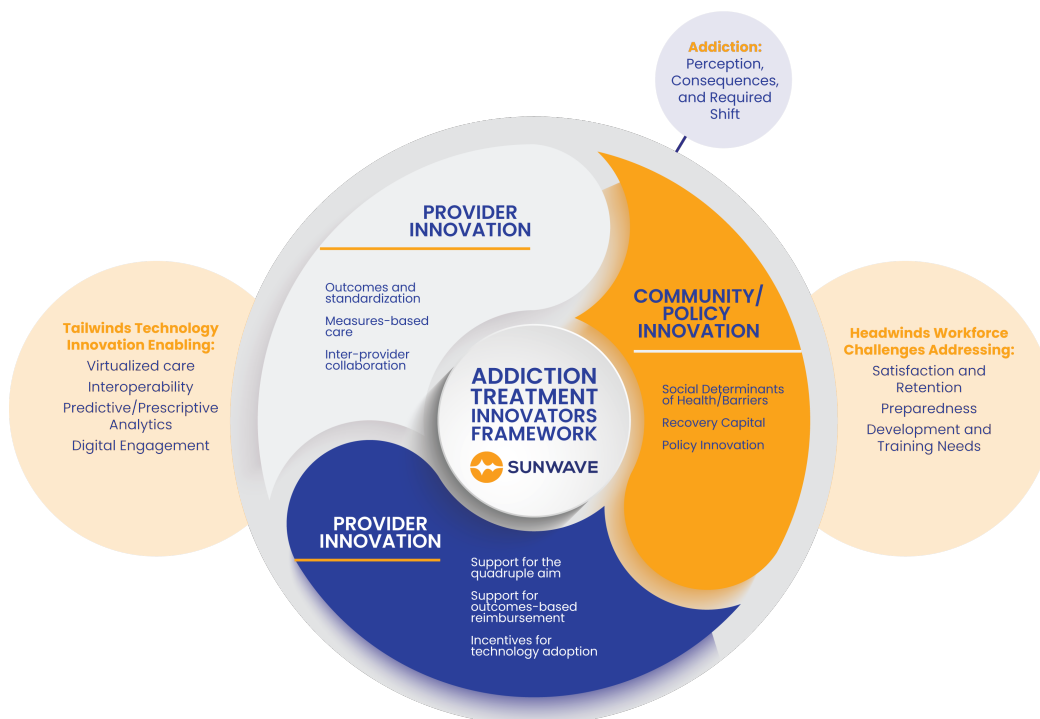 Addiction:
Perception,
Consequences,
and Required
Shift
PROVIDER
INNOVATION
Outcomes and
standardization
Measures-based
care
Inter-provider
collaboration
COMMUNITY/
POLICY
INNOVATION
Social Determinants
of Health/Barriers
Recovery Capital
Policy Innovation
Tailwinds Technology
Innovation Enabling:
Virtualized care
Interoperability
Predictive/Prescriptive
Analytics
Digital Engagement
ADDICTION
TREATMENT
INNOVATORS
FRAMEWORK
SUNWAVE
Headwinds Workforce
Challenges Addressing:
Satisfaction and
Retention
Preparedness
Development and
Training Needs
PROVIDER
INNOVATION
Support for the
quadruple aim
Support for
outcomes-based
reimbursement
Incentives for
technology adoption